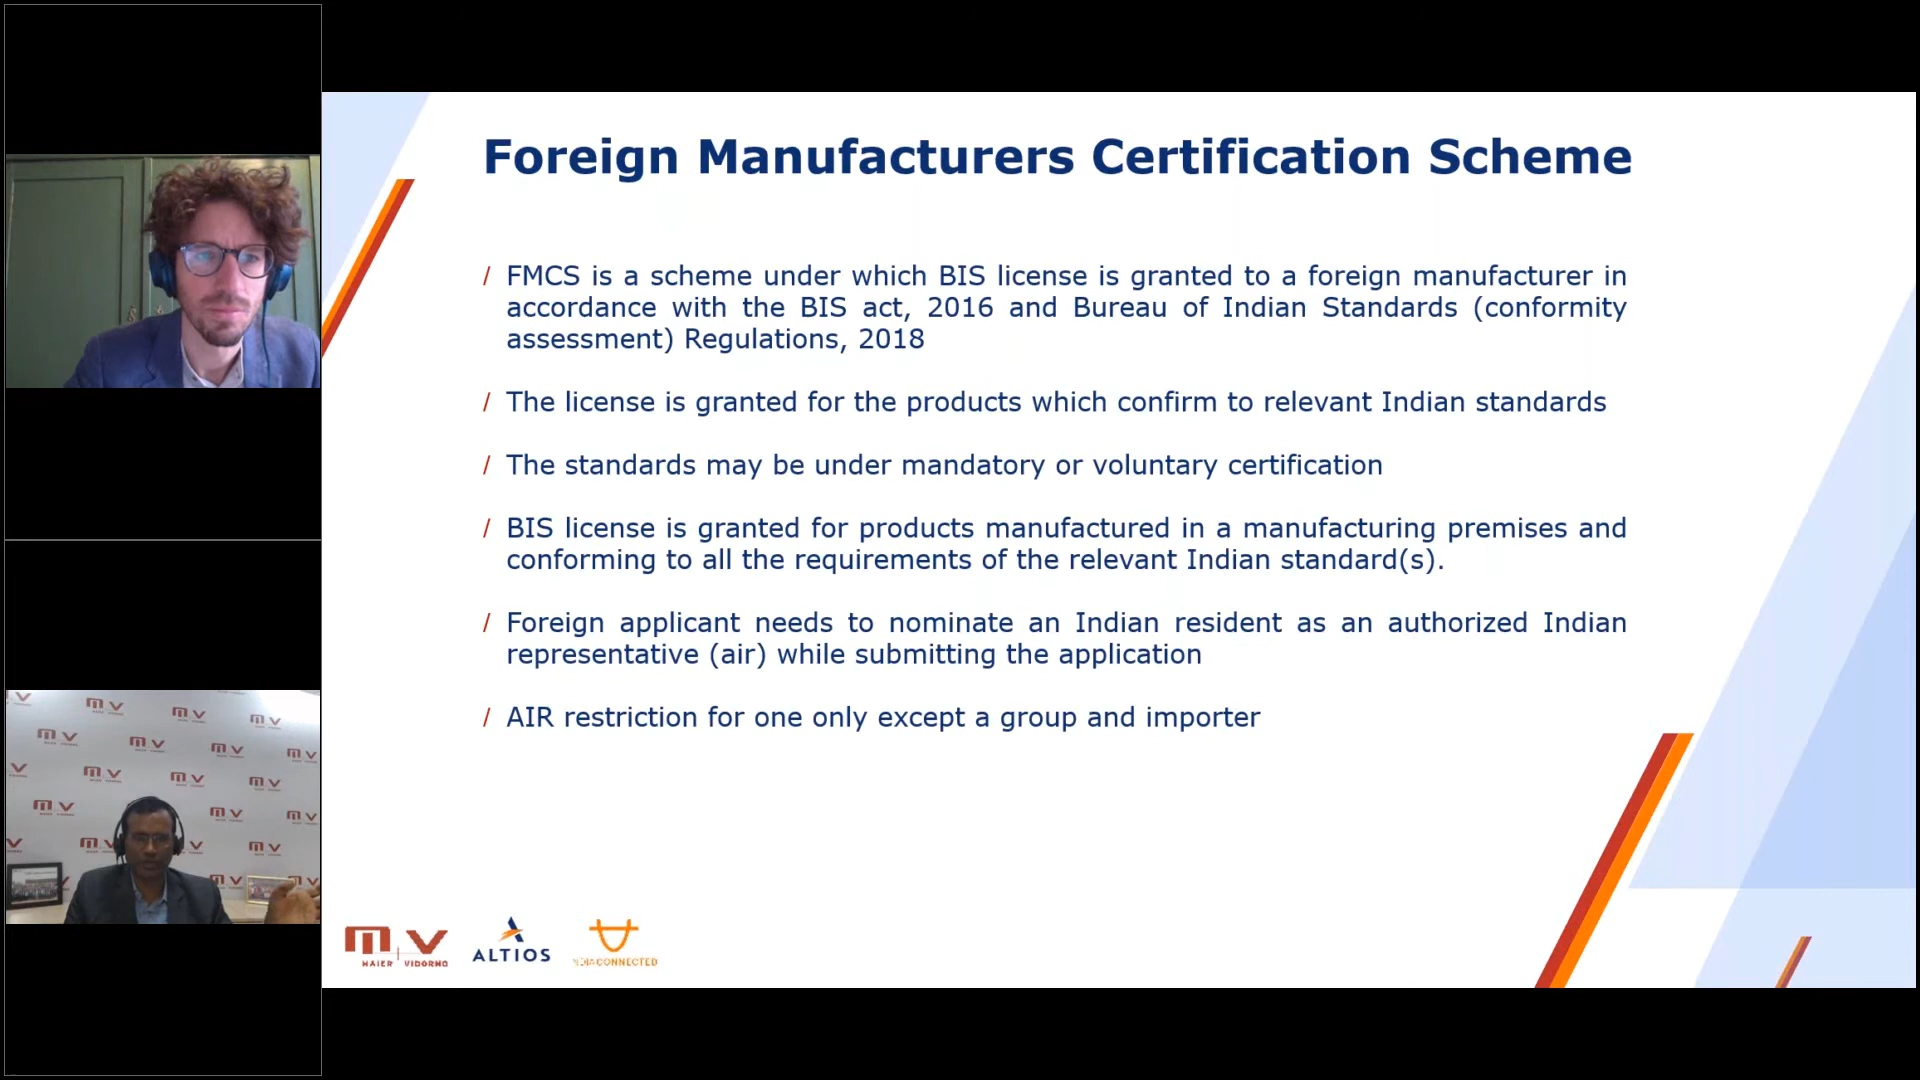 Foreign Manufacturers Certification Scheme
/ FMCS is a scheme under which BIS license is granted to a foreign manufacturer in
accordance with the BIS act, 2016 and Bureau of Indian Standards (conformity
assessment) Regulations, 2018
/ The license is granted for the products which confirm to relevant Indian standards
/ The standards may be under mandatory or voluntary certification
/ BIS license is granted for products manufactured in a manufacturing premises and
conforming to all the requirements of the relevant Indian standard(s).
/ Foreign applicant needs to nominate an Indian resident as an authorized Indian
representative (air) while submitting the application
/ AIR restriction for one only except a group and importer
MAIER VIDORNO
ALTIOS